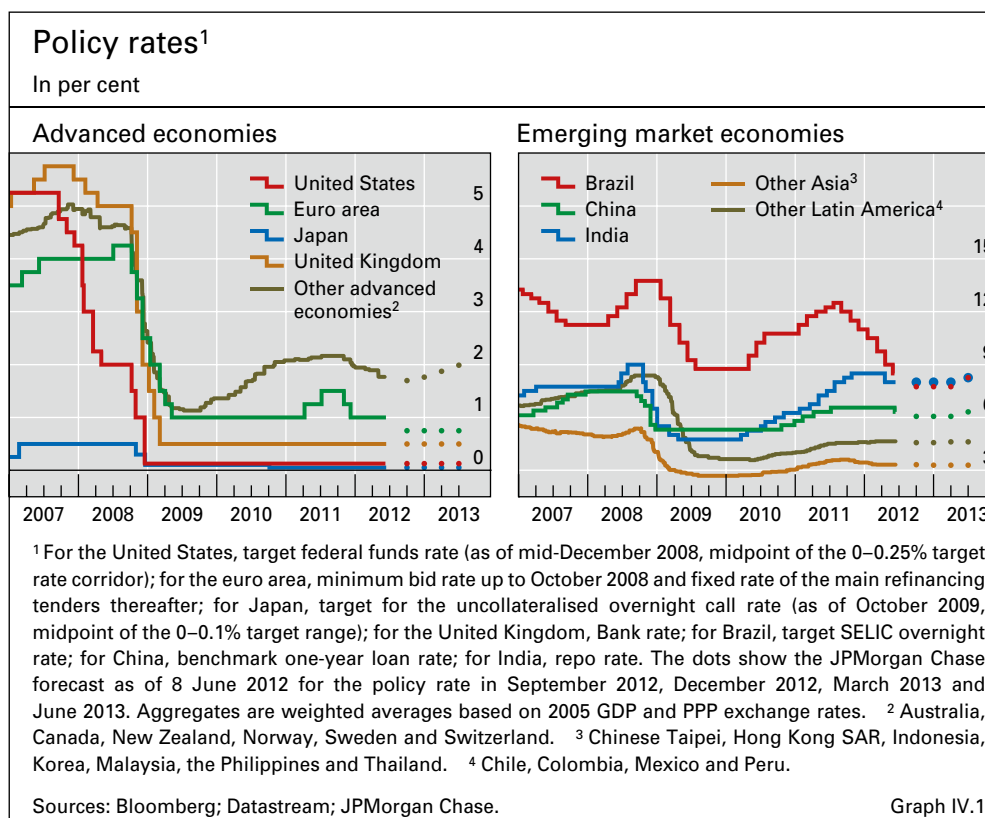 Policy rates¹
In per cent
Advanced economies
United States
Euro area
Japan
United Kingdom
Other advanced
economies²
5
4
3
2
1
0
2007 2008 2009 2010 2011 2012 2013
Emerging market economies
Brazil
China
India
Other Asia³
Other Latin America⁴
15
12
9
6
3
2007 2008 2009 2010 2011 2012 2013
¹ For the United States, target federal funds rate (as of mid-December 2008, midpoint of the 0–0.25% target
rate corridor); for the euro area, minimum bid rate up to October 2008 and fixed rate of the main refinancing
tenders thereafter; for Japan, target for the uncollateralised overnight call rate (as of October 2009,
midpoint of the 0–0.1% target range); for the United Kingdom, Bank rate; for Brazil, target SELIC overnight
rate; for China, benchmark one-year loan rate; for India, repo rate. The dots show the JPMorgan Chase
forecast as of 8 June 2012 for the policy rate in September 2012, December 2012, March 2013 and
June 2013. Aggregates are weighted averages based on 2005 GDP and PPP exchange rates. ² Australia,
Canada, New Zealand, Norway, Sweden and Switzerland. ³ Chinese Taipei, Hong Kong SAR, Indonesia,
Korea, Malaysia, the Philippines and Thailand. ⁴ Chile, Colombia, Mexico and Peru.
Sources: Bloomberg; Datastream; JPMorgan Chase. Graph IV.1